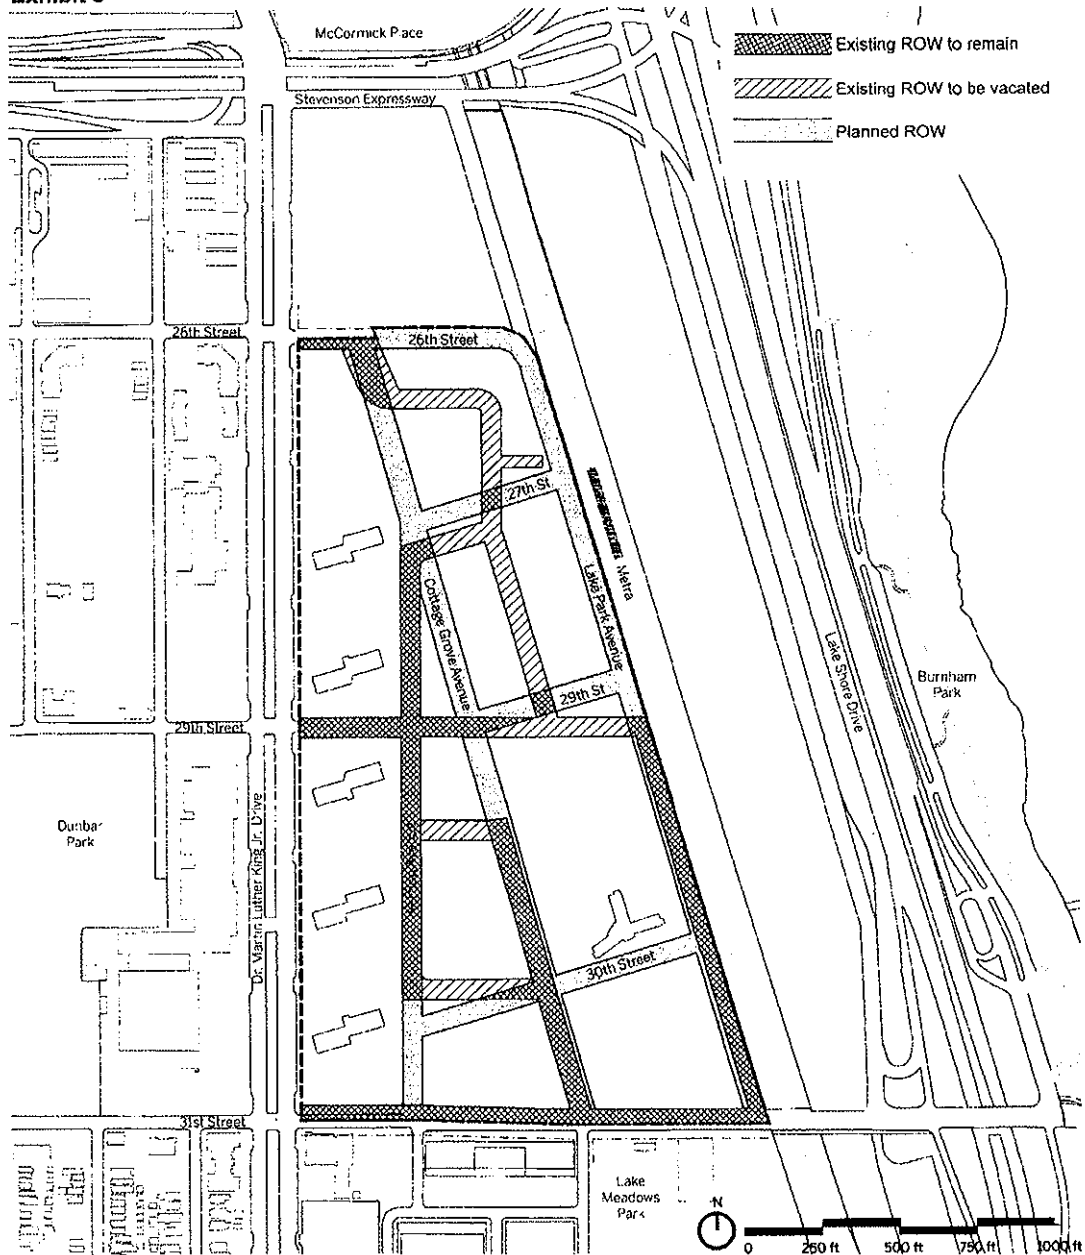 McCormick Place
Existing ROW to remain
Existing ROW to be vacated
Stevenson Expressway
Planned ROW
26th Street
26th Street
27th St.
Metra
Lake Park Avenue
Cottage Grove Avenue
Lake Shore Drive
Burnham
Park
29th St
29th Street
Dunbar
Park
Dr. Martin Luther King Jr. Drive
30th Street
31st Street
Lake
Meadows
Park
N
0 250 ft 500 ft 750 ft 1000 ft